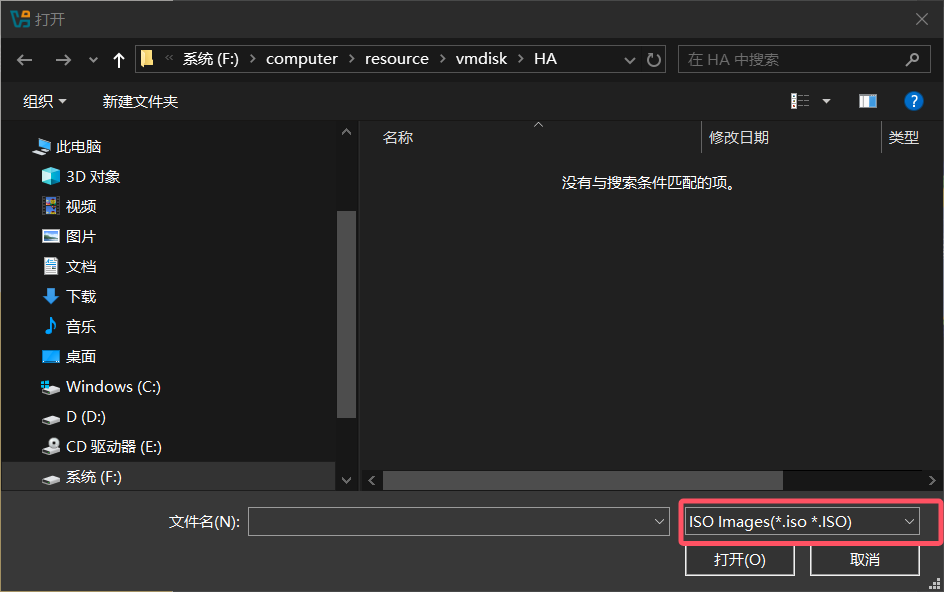 打开
« 系统 (F:) › computer › resource › vmdisk › HA
在 HA 中搜索
组织 新建文件夹
此电脑
3D 对象
视频
图片
文档
下载
音乐
桌面
Windows (C:)
D (D:)
CD 驱动器 (E:)
系统 (F:)
名称 修改日期 类型
没有与搜索条件匹配的项。
文件名(N):
ISO Images(*.iso *.ISO)
打开(O) 取消